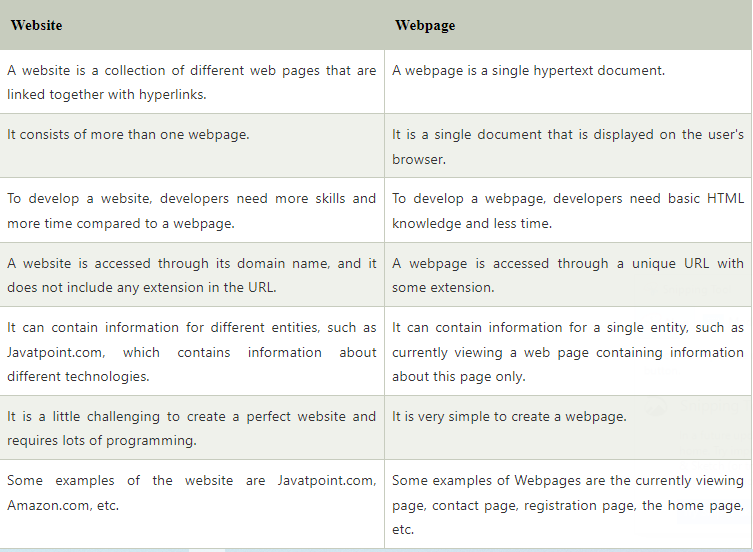 Website
Webpage
A website is a collection of different web pages that are
linked together with hyperlinks.
A webpage is a single hypertext document.
It consists of more than one webpage.
It is a single document that is displayed on the user's
browser.
To develop a website, developers need more skills and
more time compared to a webpage.
To develop a webpage, developers need basic HTML
knowledge and less time.
A website is accessed through its domain name, and it
does not include any extension in the URL.
A webpage is accessed through a unique URL with
some extension.
It can contain information for different entities, such as
Javatpoint.com, which contains information about
different technologies.
It can contain information for a single entity, such as
currently viewing a web page containing information
about this page only.
It is a little challenging to create a perfect website and
requires lots of programming.
It is very simple to create a webpage.
Some examples of the website are Javatpoint.com,
Amazon.com, etc.
Some examples of Webpages are the currently viewing
page, contact page, registration page, the home page,
etc.